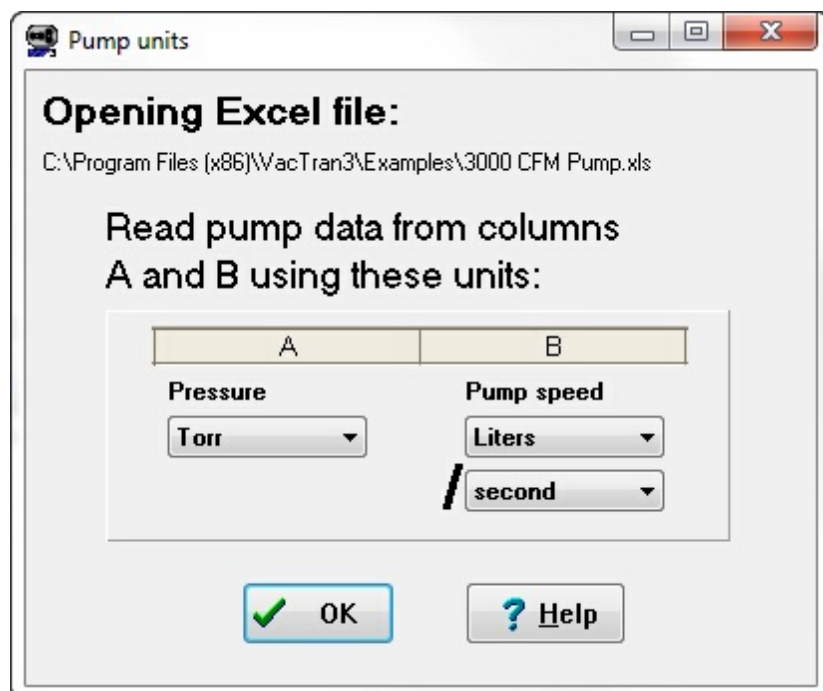 Pump units
Opening Excel file:
C:\Program Files (x86)\VacTran3\Examples\3000 CFM Pump.xls
Read pump data from columns
A and B using these units:
A B
Pressure Pump speed
Torr Liters
/ second
OK Help